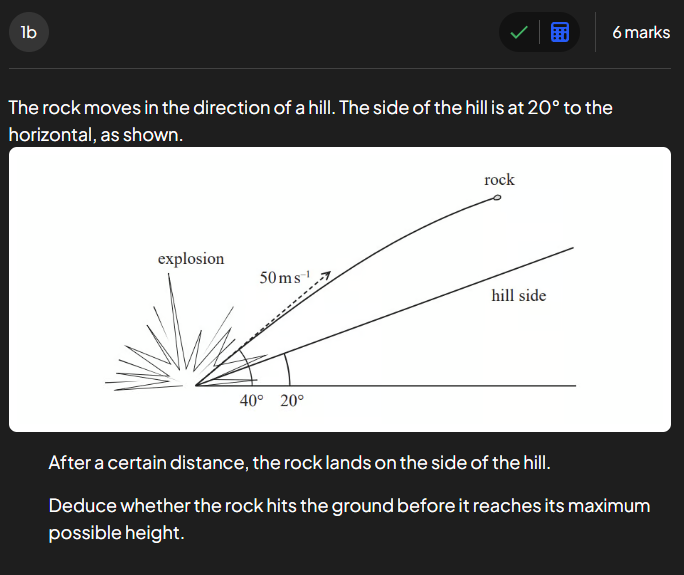 1b
6 marks
The rock moves in the direction of a hill. The side of the hill is at 20° to the
horizontal, as shown.
rock
explosion
50 m s⁻¹
hill side
40° 20°
After a certain distance, the rock lands on the side of the hill.
Deduce whether the rock hits the ground before it reaches its maximum
possible height.